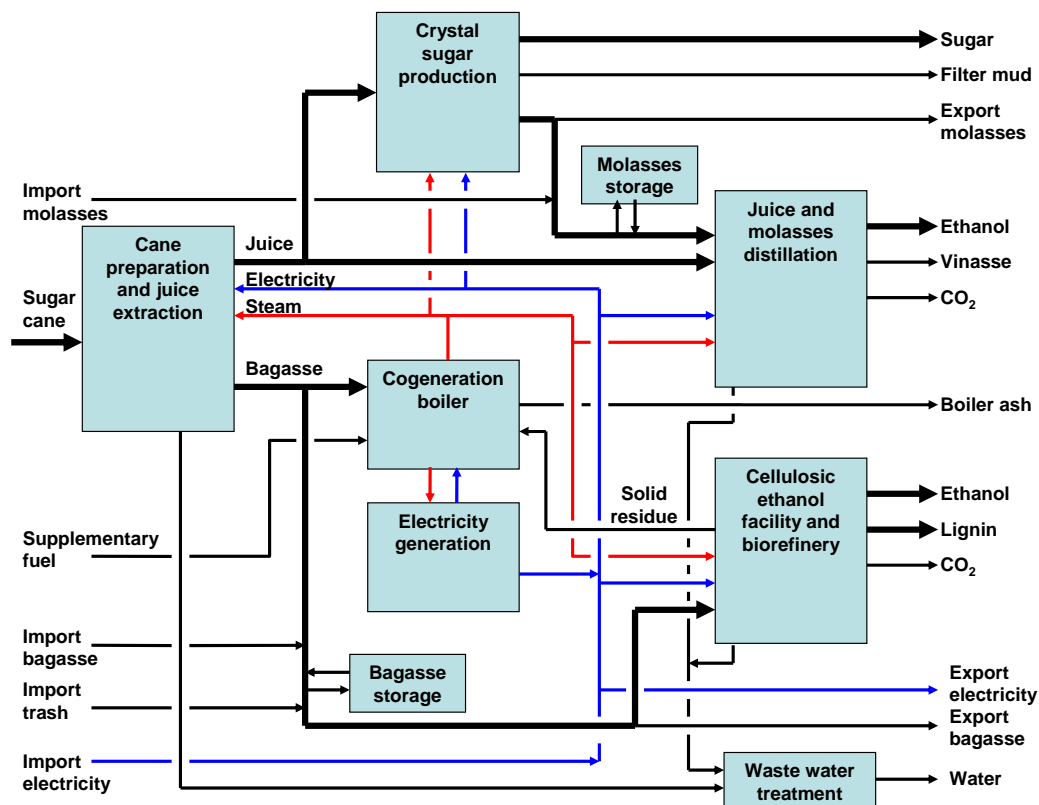 Crystal
sugar
production
Sugar
Filter mud
Export
molasses
Molasses
storage
Import
molasses
Juice and
molasses
distillation
Ethanol
Vinasse
CO₂
Cane
preparation
and juice
extraction
Juice
Electricity
Steam
Sugar
cane
Bagasse
Cogeneration
boiler
Boiler ash
Solid
residue
Cellulosic
ethanol
facility and
biorefinery
Ethanol
Lignin
CO₂
Electricity
generation
Supplementary
fuel
Import
bagasse
Import
trash
Bagasse
storage
Export
electricity
Export
bagasse
Import
electricity
Waste water
treatment
Water